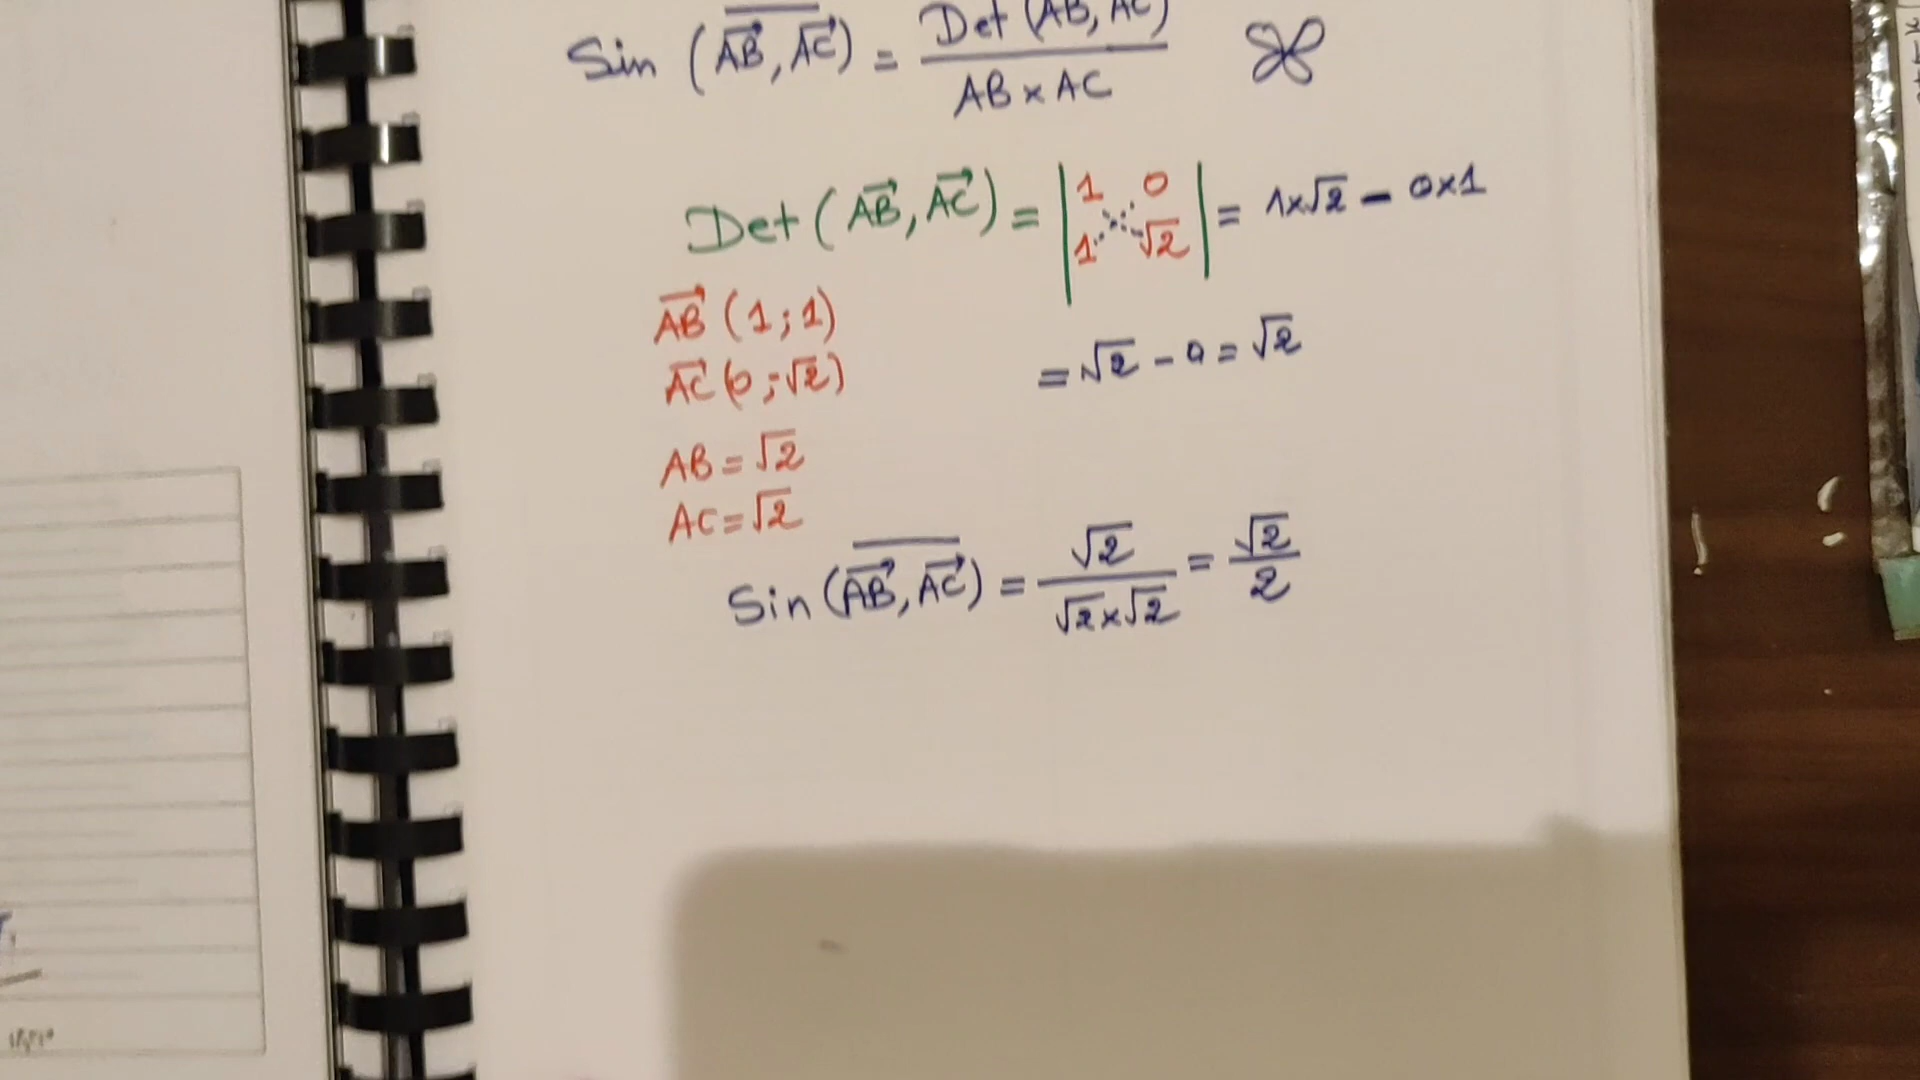 Sin (AB, AC) = Det (AB, AC) / AB × AC
Det (AB, AC) = | 1 0 | = 1×√2 - 0×1
| 1 √2 |
AB (1 ; 1)
= √2 - 0 = √2
AC (0 ; √2)
AB = √2
AC = √2
Sin (AB, AC) = √2 / √2×√2 = √2 / 2